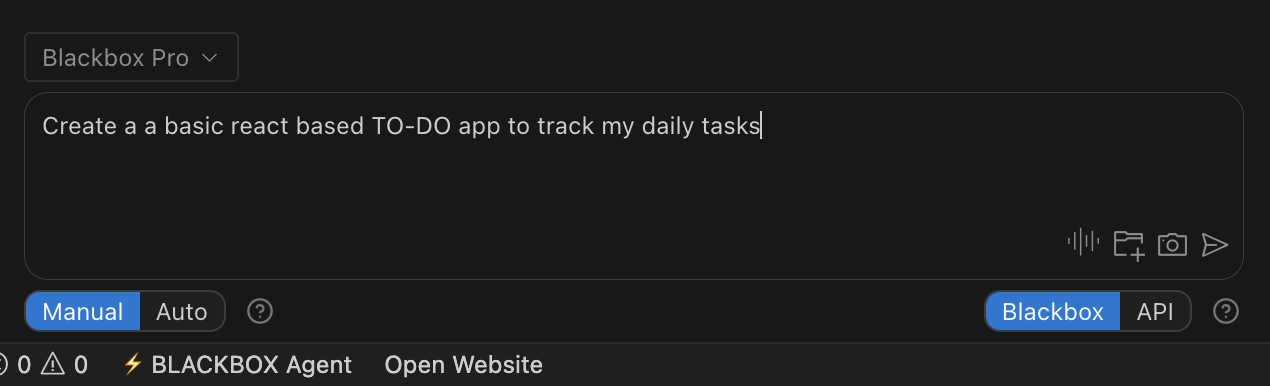 Blackbox Pro
Create a a basic react based TO-DO app to track my daily tasks
Manual Auto ? Blackbox API ?
0 0 ⚡ BLACKBOX Agent Open Website